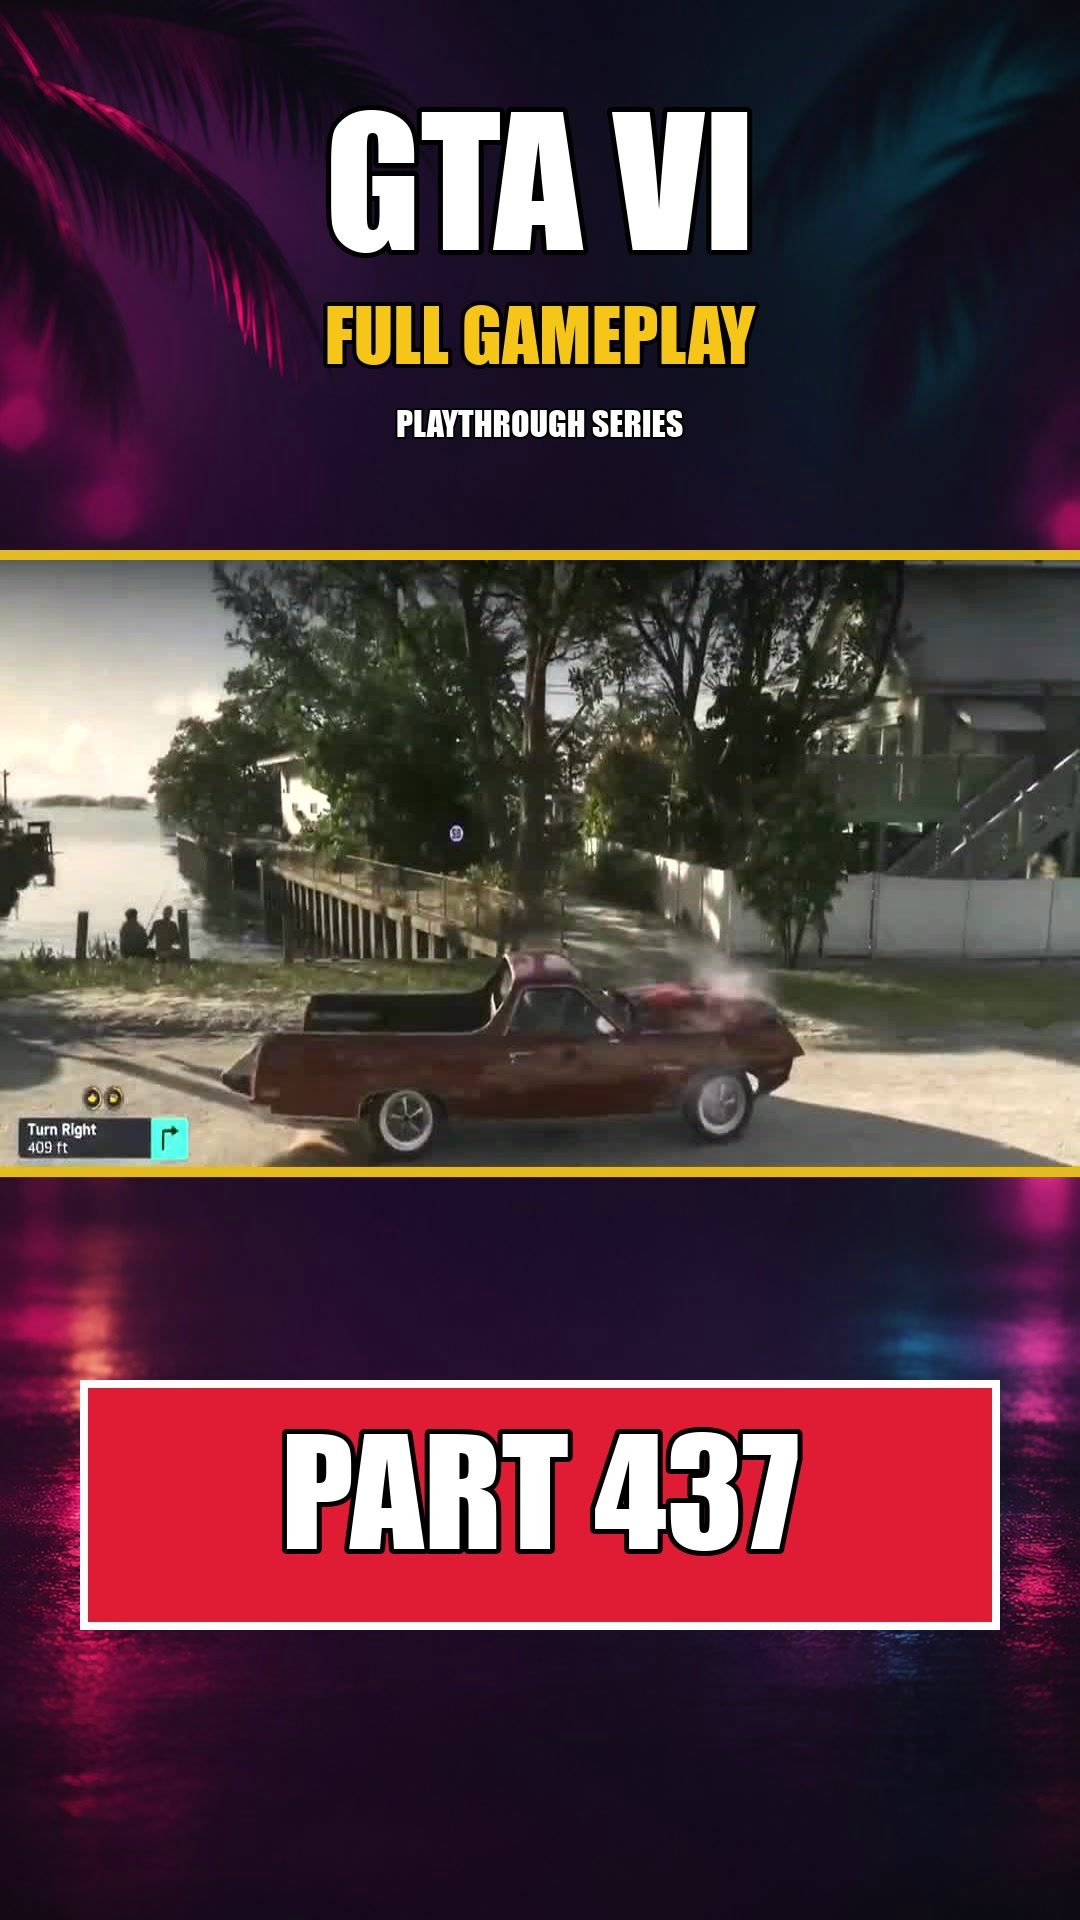 GTA VI
FULL GAMEPLAY
PLAYTHROUGH SERIES
Turn Right
409 ft
PART 437